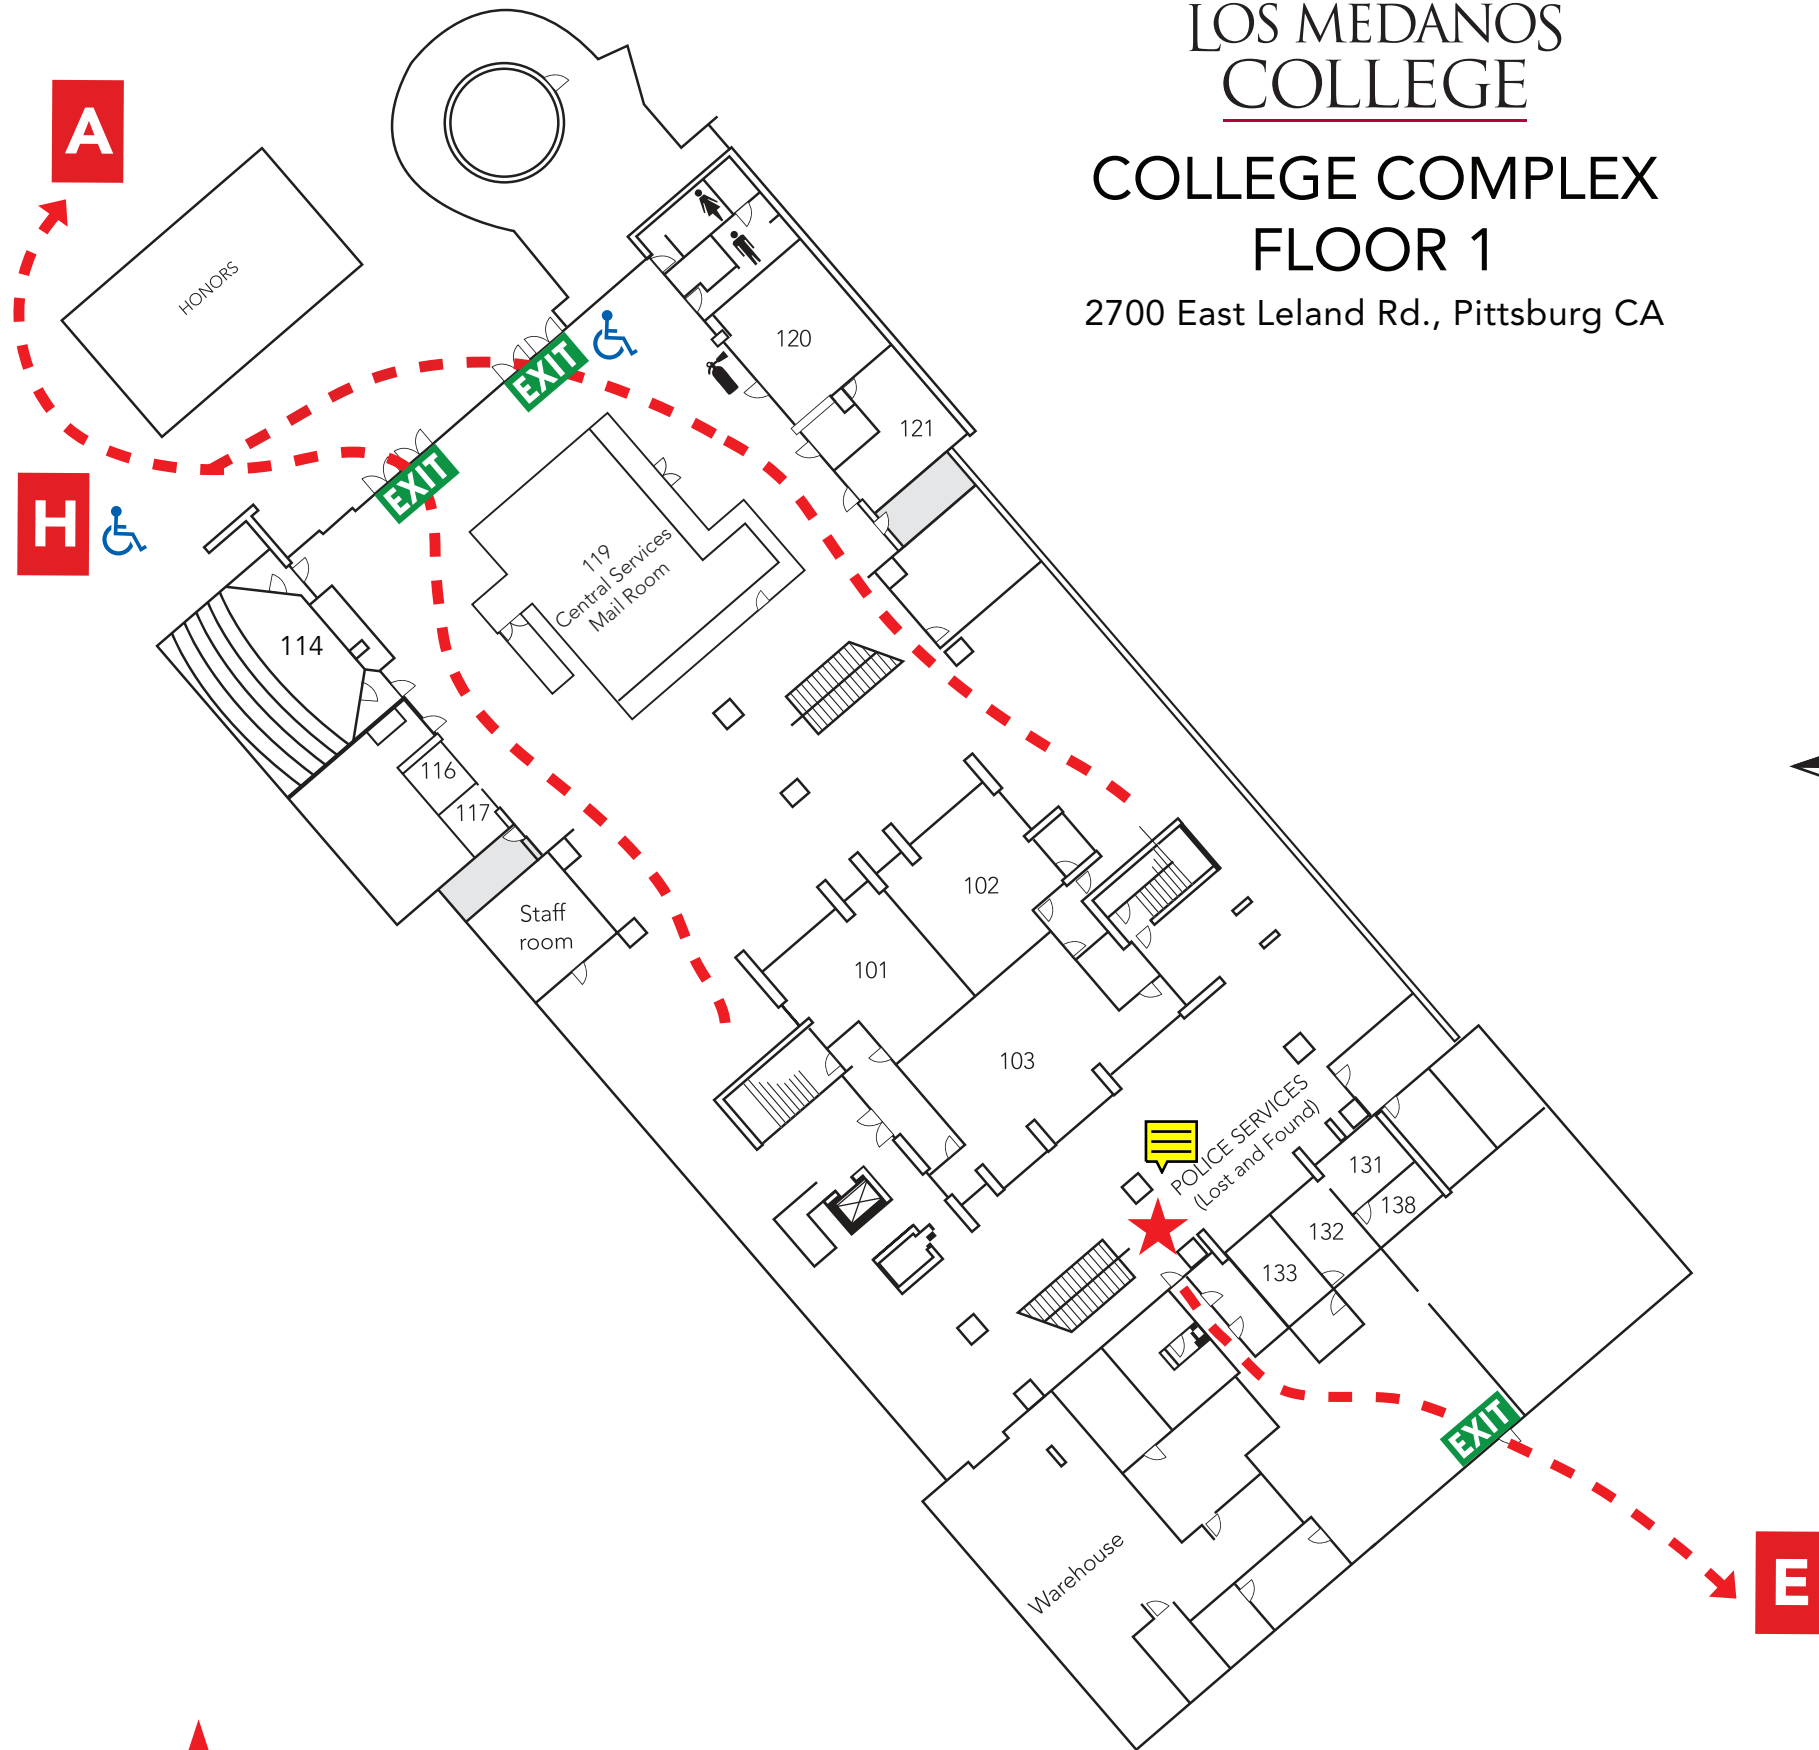 LOS MEDANOS
COLLEGE
COLLEGE COMPLEX
FLOOR 1
2700 East Leland Rd., Pittsburg CA
A
HONORS
EXIT
120
121
EXIT
H
119
Central Services
Mail Room
114
116
117
Staff
room
102
101
103
POLICE SERVICES
(Lost and Found)
131
138
132
133
EXIT
Warehouse
E